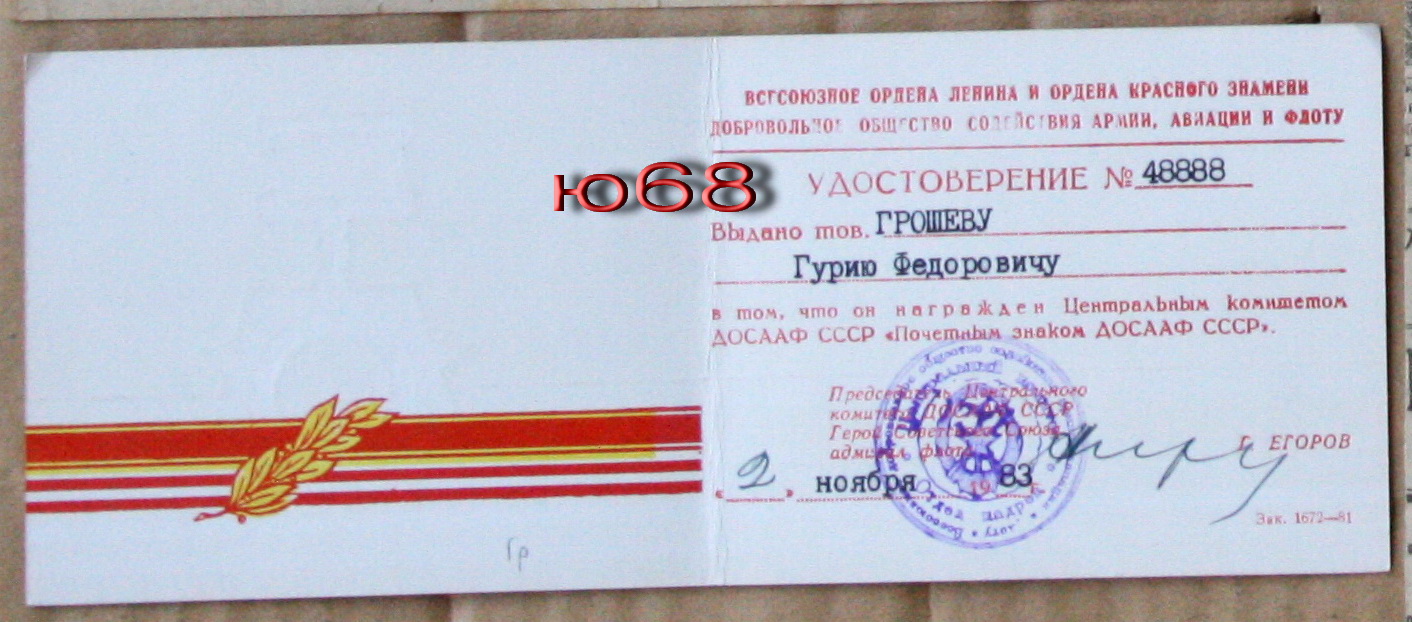 ВСЕСОЮЗНОЕ ОРДЕНА ЛЕНИНА И ОРДЕНА КРАСНОГО ЗНАМЕНИ
ДОБРОВОЛЬНОЕ ОБЩЕСТВО СОДЕЙСТВИЯ АРМИИ, АВИАЦИИ И ФЛОТУ
ю68
УДОСТОВЕРЕНИЕ № 48888
Выдано тов. ГРОШЕВУ
Гурию Федоровичу
в том, что он награжден Центральным комитетом
ДОСААФ СССР «Почетным знаком ДОСААФ СССР».
Председатель Центрального
комитета ДОСААФ СССР
Герой Советского Союза
адмирал флота
Г. ЕГОРОВ
«2» ноября 1983
Зак. 1672—81
Гр